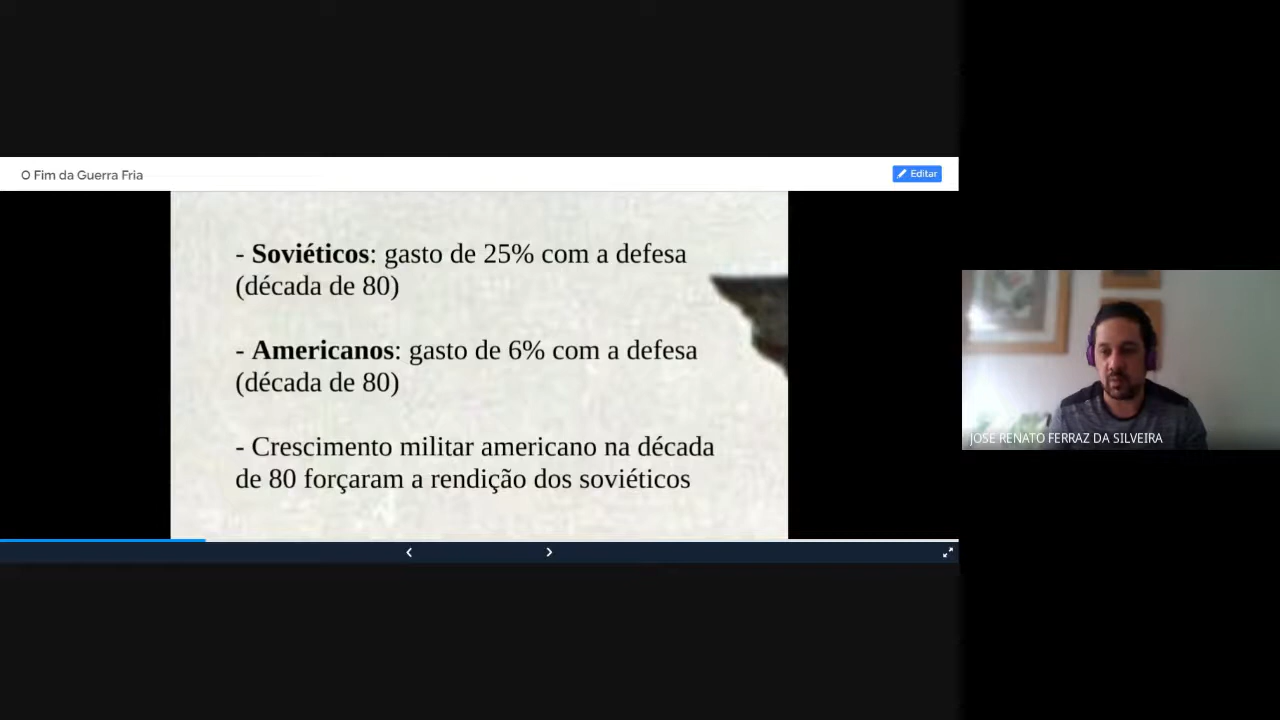 O Fim da Guerra Fria
Editar
- Soviéticos: gasto de 25% com a defesa
(década de 80)
- Americanos: gasto de 6% com a defesa
(década de 80)
- Crescimento militar americano na década
de 80 forçaram a rendição dos soviéticos
JOSE RENATO FERRAZ DA SILVEIRA